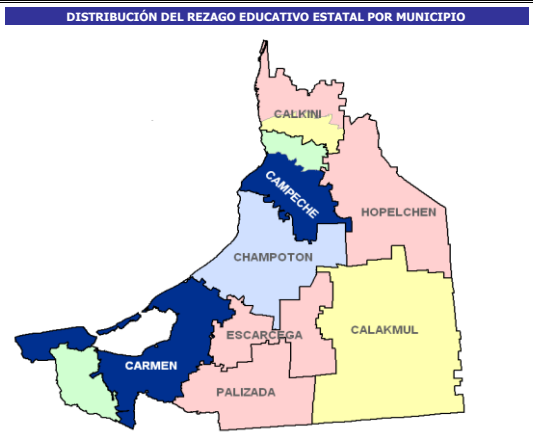 DISTRIBUCIÓN DEL REZAGO EDUCATIVO ESTATAL POR MUNICIPIO
CALKINI
CAMPECHE
HOPELCHEN
CHAMPOTON
ESCARCEGA
CALAKMUL
CARMEN
PALIZADA